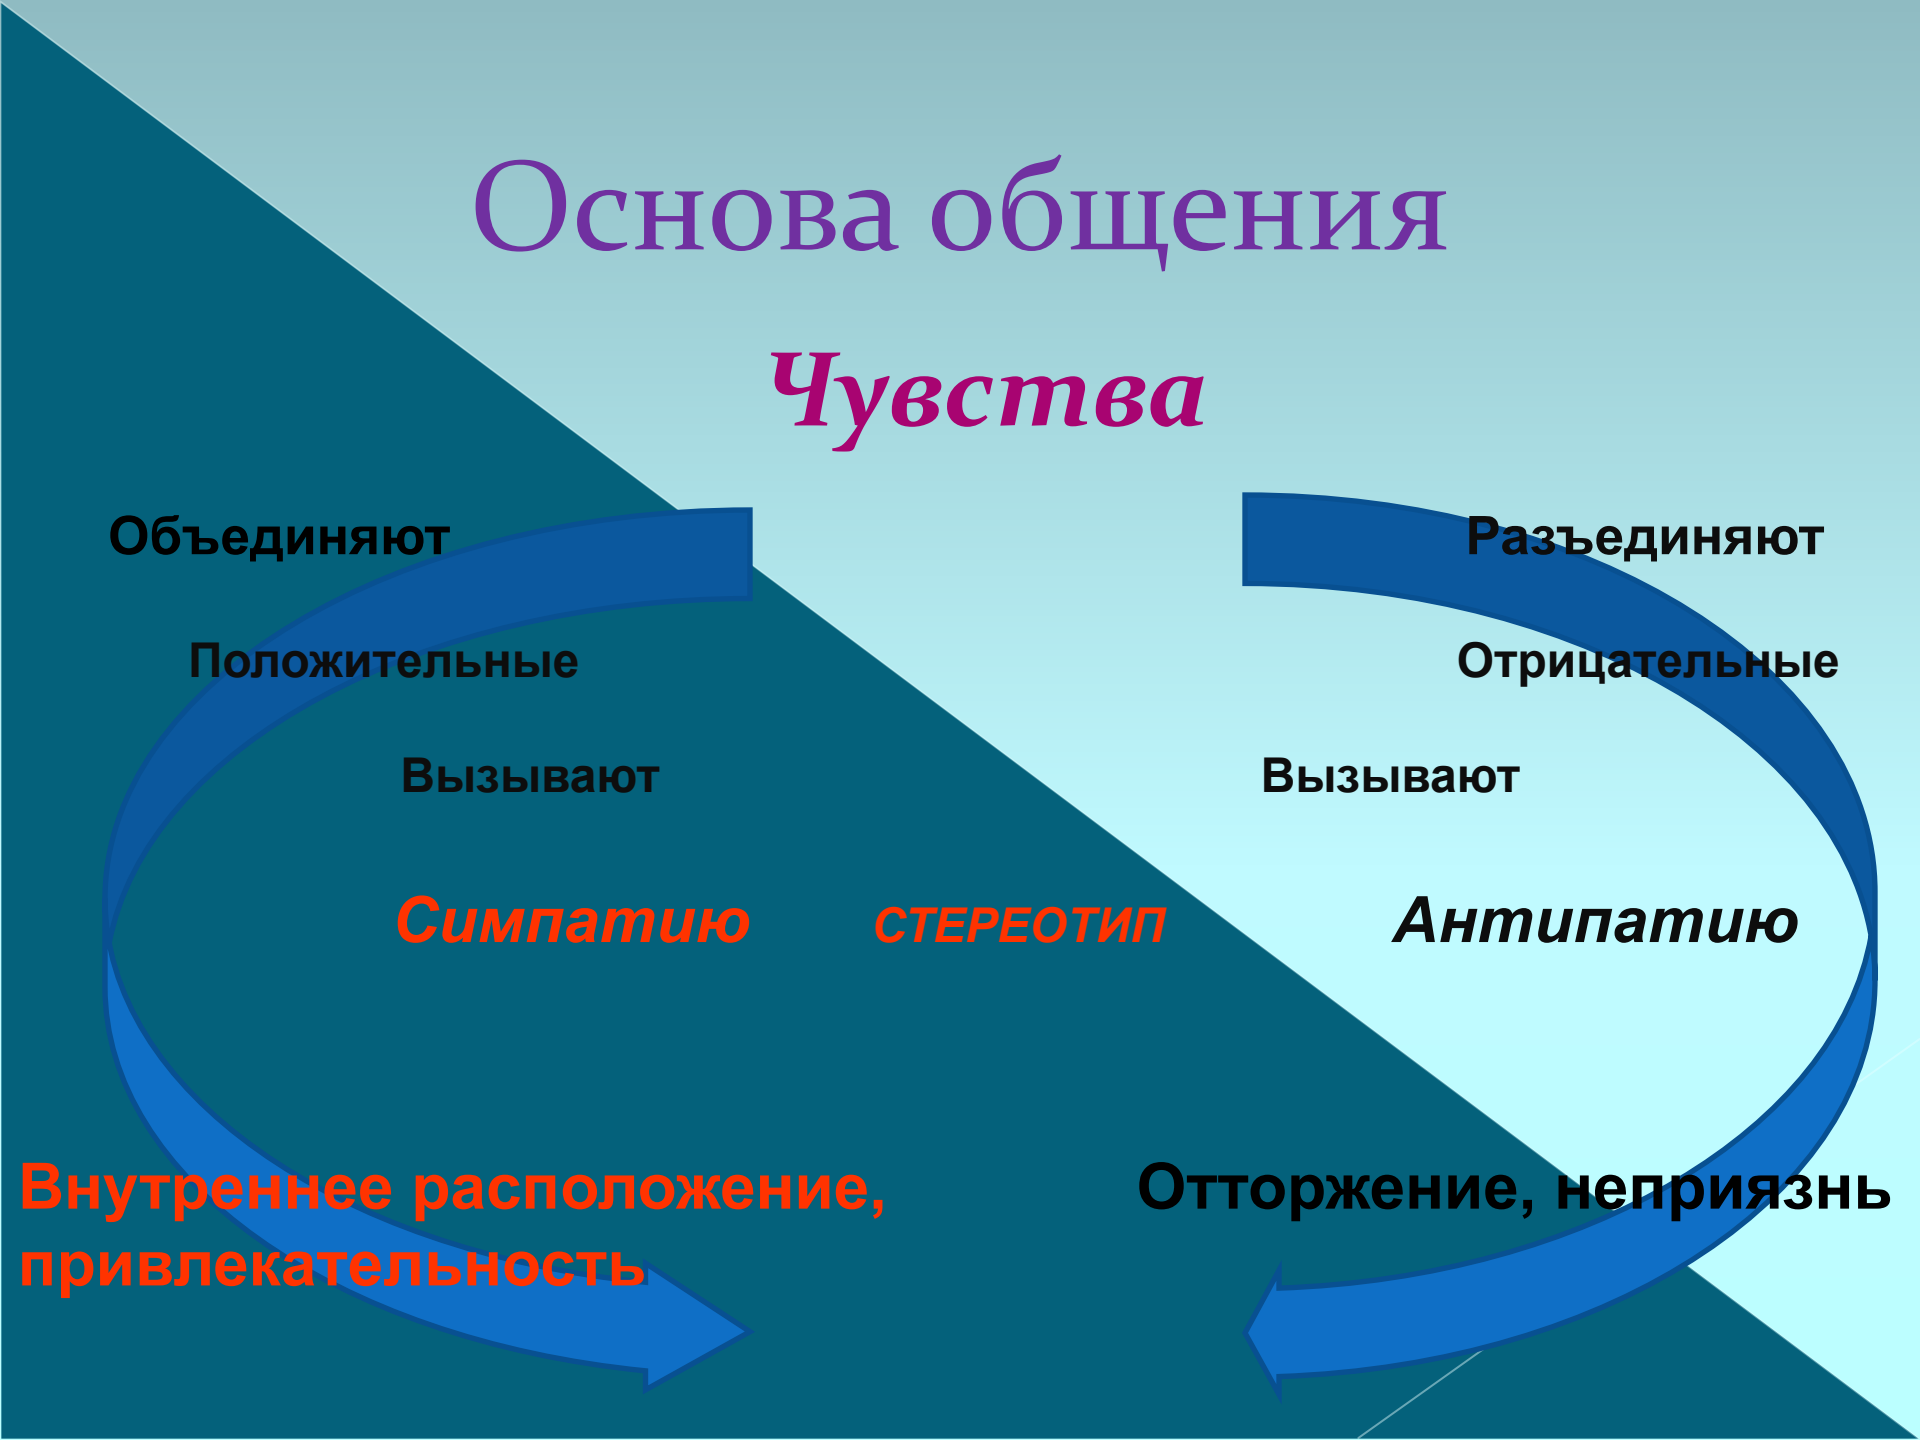 Основа общения
Чувства
Объединяют
Разъединяют
Положительные
Отрицательные
Вызывают
Вызывают
Симпатию
СТЕРЕОТИП
Антипатию
Внутреннее расположение,
привлекательность
Отторжение, неприязнь